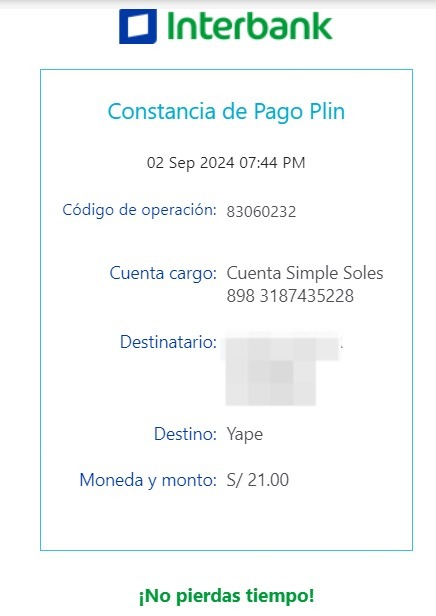 Interbank
Constancia de Pago Plin
02 Sep 2024 07:44 PM
Código de operación: 83060232
Cuenta cargo: Cuenta Simple Soles
898 3187435228
Destinatario:
Destino: Yape
Moneda y monto: S/ 21.00
¡No pierdas tiempo!